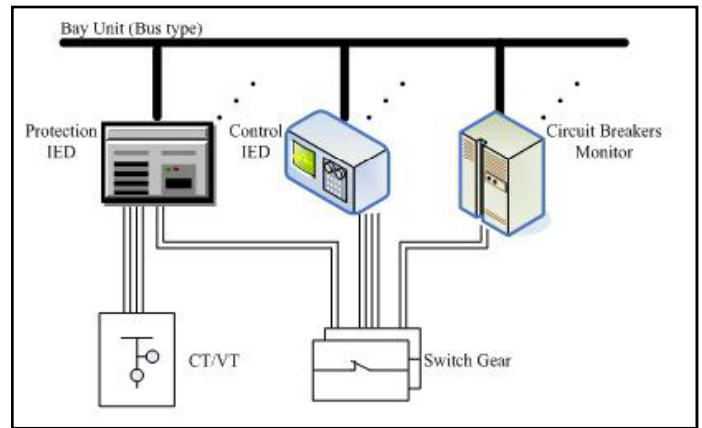 Bay Unit (Bus type)
Protection
IED
Control
IED
Circuit Breakers
Monitor
CT/VT
Switch Gear